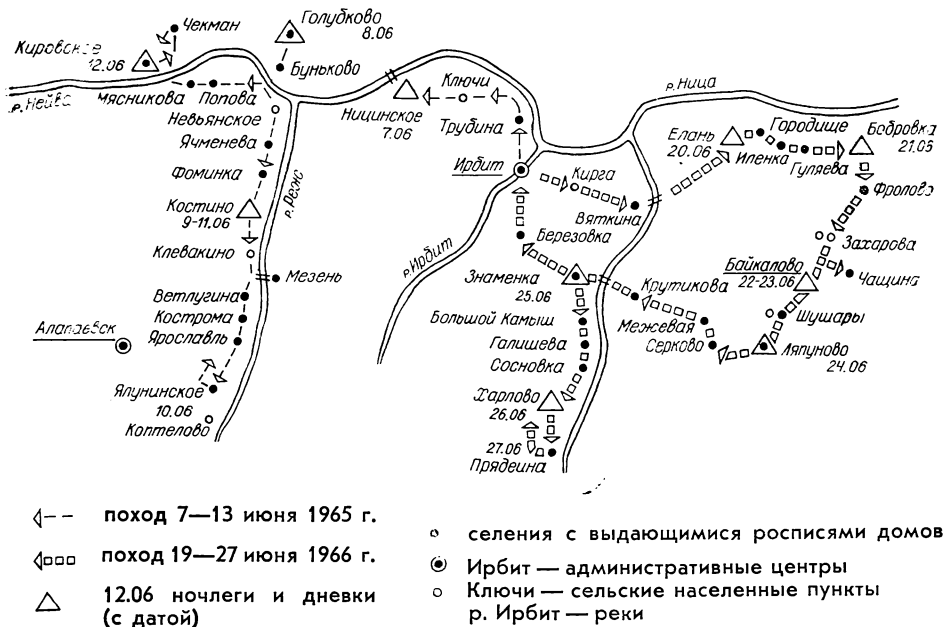 Чекман
Голубково
8.06
Кировское
12.06
Буньково
р. Нейва
Мясникова
Попова
Невьянское
Ячменева
Фоминка
Костино
9-11.06
Клевакино
р. Реж
Мезень
Ветлугина
Кострома
Ярославль
Алапаевск
Ялунинское
10.06
Коптелово
Ключи
Ницинское
7.06
Трубина
Ирбит
р. Ирбит
р. Ница
Кирга
Вяткина
Елань
20.06
Городище
Иленка
Гуляева
Бобровка
21.06
Фролова
Захарова
Байкалово
22-23.06
Чащина
Шушары
Ляпуново
24.06
Крутикова
Межевая
Серково
Березовка
Знаменка
25.06
Большой Камыш
Галишева
Сосновка
Харлово
26.06
27.06
Прядеина
поход 7—13 июня 1965 г.
поход 19—27 июня 1966 г.
12.06 ночлеги и дневки
(с датой)
селения с выдающимися росписями домов
Ирбит — административные центры
Ключи — сельские населенные пункты
р. Ирбит — реки